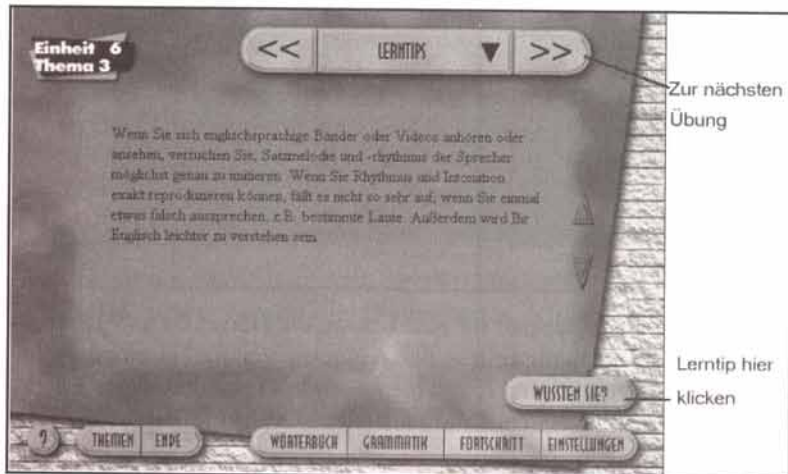 Einheit 6
Thema 3
<<
LERNTIPS
>>
Zur nächsten
Übung
Wenn Sie sich englischsprachige Bänder oder Videos anhören oder
ansehen, versuchen Sie, Satzmelodie und -rhythmus der Sprecher
möglichst genau zu imitieren. Wenn Sie Rhythmus und Intonation
exakt reproduzieren können, fällt es nicht so sehr auf, wenn Sie einmal
etwas falsch aussprechen, z.B. bestimmte Laute. Außerdem wird Ihr
Englisch leichter zu verstehen sein.
Lerntip hier
klicken
WUSSTEN SIE?
?
THEMEN
ENDE
WÖRTERBUCH
GRAMMATIK
FORTSCHRITT
EINSTELLUNGEN